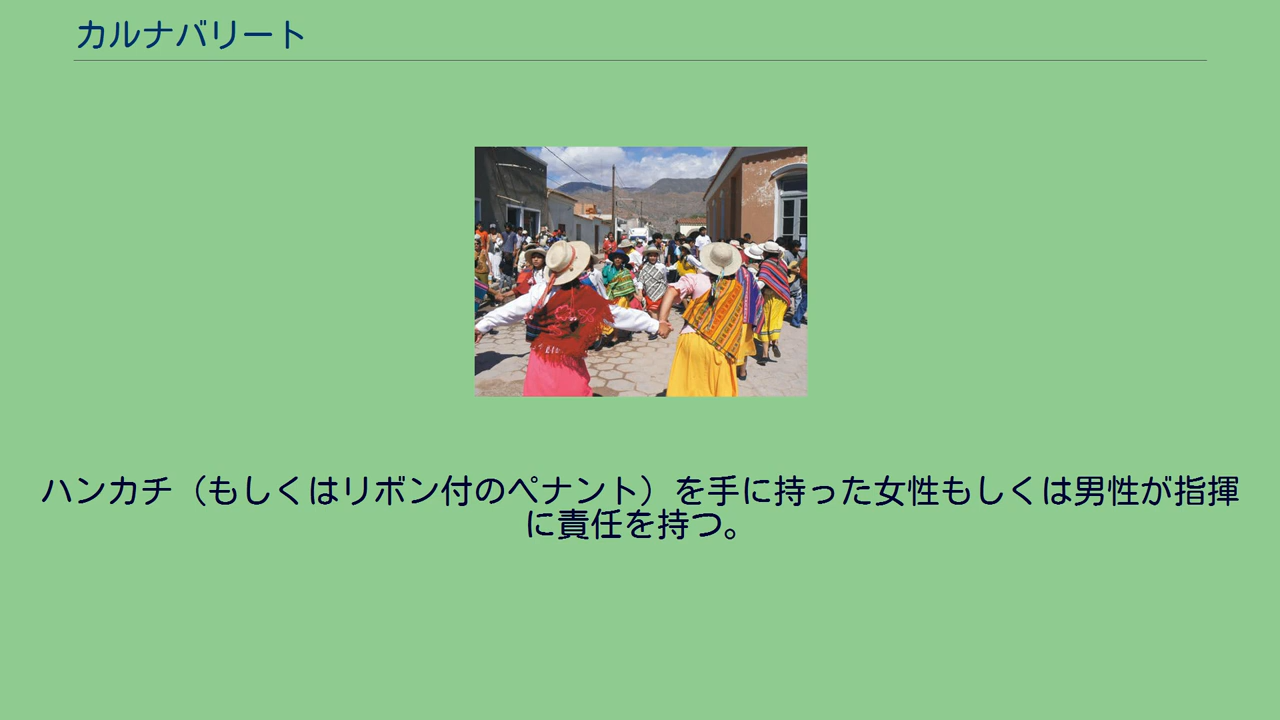 カルナバリート
ハンカチ（もしくはリボン付のペナント）を手に持った女性もしくは男性が指揮
に責任を持つ。